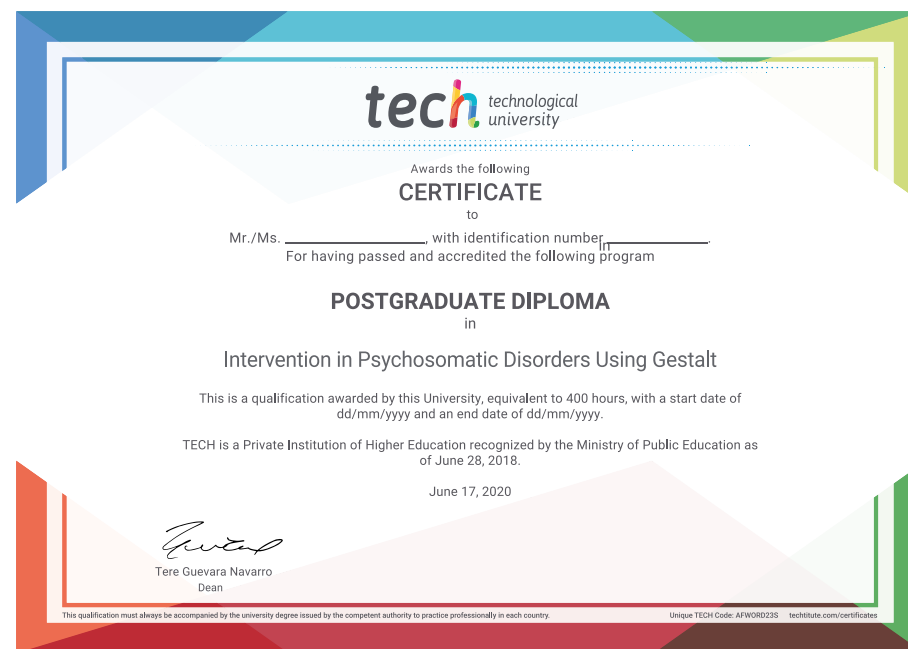 tech technological
university
Awards the following
CERTIFICATE
to
Mr./Ms. ____________________, with identification number ______________.
In
For having passed and accredited the following program
POSTGRADUATE DIPLOMA
in
Intervention in Psychosomatic Disorders Using Gestalt
This is a qualification awarded by this University, equivalent to 400 hours, with a start date of
dd/mm/yyyy and an end date of dd/mm/yyyy.
TECH is a Private Institution of Higher Education recognized by the Ministry of Public Education as
of June 28, 2018.
June 17, 2020
Tere Guevara Navarro
Dean
This qualification must always be accompanied by the university degree issued by the competent authority to practice professionally in each country. Unique TECH Code: AFWORD23S techtitute.com/certificates